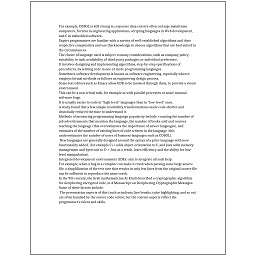 For example, COBOL is still strong in corporate data centers often on large mainframe
computers, Fortran in engineering applications, scripting languages in Web development,
and C in embedded software.
Expert programmers are familiar with a variety of well-established algorithms and their
respective complexities and use this knowledge to choose algorithms that are best suited to
the circumstances.
The choice of language used is subject to many considerations, such as company policy,
suitability to task, availability of third-party packages, or individual preference.
It involves designing and implementing algorithms, step-by-step specifications of
procedures, by writing code in one or more programming languages.
Sometimes software development is known as software engineering, especially when it
employs formal methods or follows an engineering design process.
Some text editors such as Emacs allow GDB to be invoked through them, to provide a visual
environment.
This can be a non-trivial task, for example as with parallel processes or some unusual
software bugs.
It is usually easier to code in "high-level" languages than in "low-level" ones.
A study found that a few simple readability transformations made code shorter and
drastically reduced the time to understand it.
Methods of measuring programming language popularity include: counting the number of
job advertisements that mention the language, the number of books sold and courses
teaching the language (this overestimates the importance of newer languages), and
estimates of the number of existing lines of code written in the language (this
underestimates the number of users of business languages such as COBOL).
New languages are generally designed around the syntax of a prior language with new
functionality added, (for example C++ adds object-orientation to C, and Java adds memory
management and bytecode to C++, but as a result, loses efficiency and the ability for low-
level manipulation).
Integrated development environments (IDEs) aim to integrate all such help.
For example, when a bug in a compiler can make it crash when parsing some large source
file, a simplification of the test case that results in only few lines from the original source file
can be sufficient to reproduce the same crash.
In the 9th century, the Arab mathematician Al-Kindi described a cryptographic algorithm
for deciphering encrypted code, in A Manuscript on Deciphering Cryptographic Messages.
Some of these factors include:
The presentation aspects of this (such as indents, line breaks, color highlighting, and so on)
are often handled by the source code editor, but the content aspects reflect the
programmer's talent and skills.